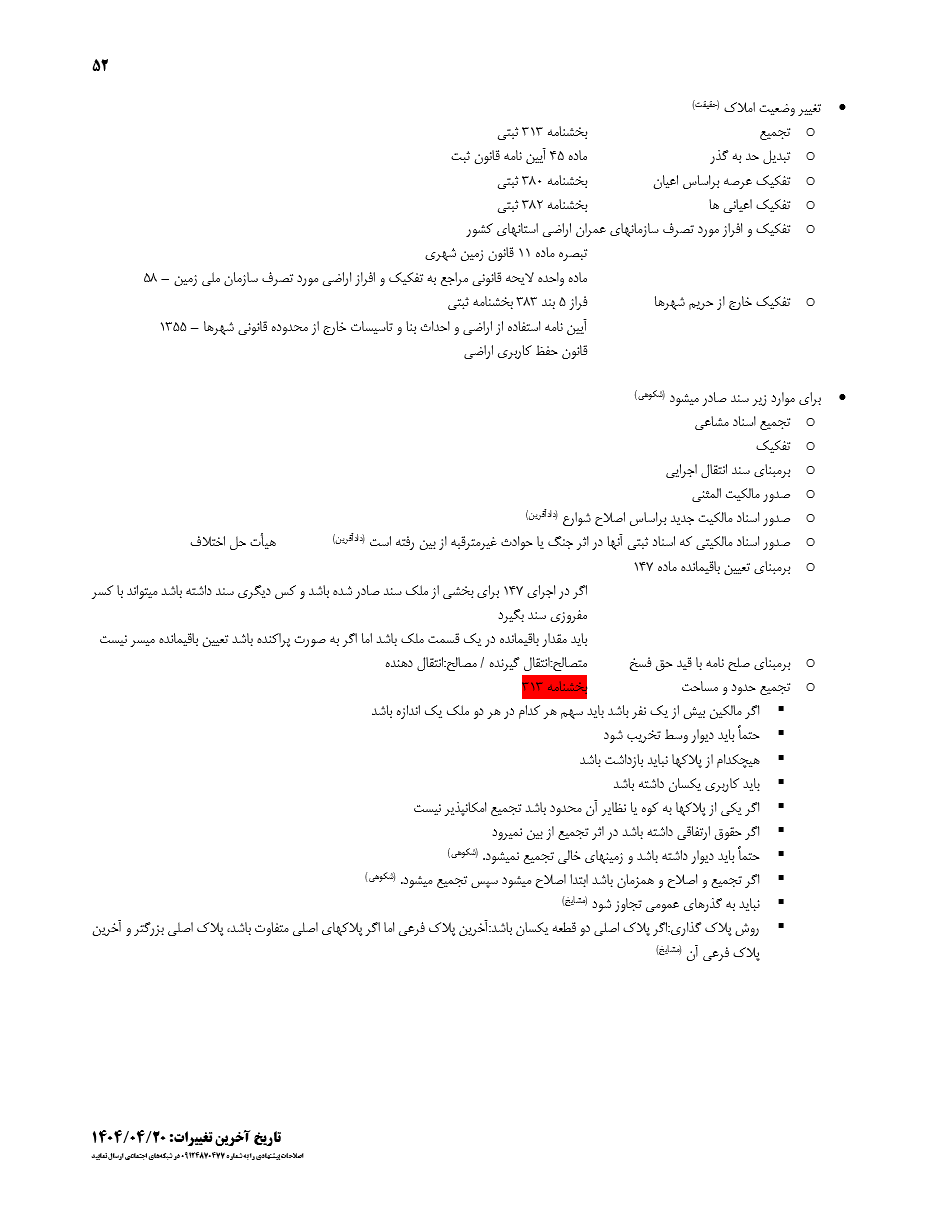 ۵۲
• تغییر وضعیت املاک (حقیقت)
o تجمیع بخشنامه ۳۱۳ ثبتی
o تبدیل حد به گذر ماده ۴۵ آیین نامه قانون ثبت
o تفکیک عرصه براساس اعیان بخشنامه ۳۸۰ ثبتی
o تفکیک اعیانی ها بخشنامه ۳۸۲ ثبتی
o تفکیک و افراز مورد تصرف سازمانهای عمران اراضی استانهای کشور
تبصره ماده ۱۱ قانون زمین شهری
ماده واحده لایحه قانونی مراجع به تفکیک و افراز اراضی مورد تصرف سازمان ملی زمین – ۵۸
o تفکیک خارج از حریم شهرها فراز ۵ بند ۳۸۳ بخشنامه ثبتی
آیین نامه استفاده از اراضی و احداث بنا و تاسیسات خارج از محدوده قانونی شهرها – ۱۳۵۵
قانون حفظ کاربری اراضی
• برای موارد زیر سند صادر میشود (شکوهی)
o تجمیع اسناد مشاعی
o تفکیک
o برمبنای سند انتقال اجرایی
o صدور مالکیت المثنی
o صدور اسناد مالکیت جدید براساس اصلاح شوارع (دادآفرین)
o صدور اسناد مالکیتی که اسناد ثبتی آنها در اثر جنگ یا حوادث غیرمترقبه از بین رفته است (دادآفرین) هیأت حل اختلاف
o برمبنای تعیین باقیمانده ماده ۱۴۷
اگر در اجرای ۱۴۷ برای بخشی از ملک سند صادر شده باشد و کس دیگری سند داشته باشد میتواند با کسر
مفروزی سند بگیرد
باید مقدار باقیمانده در یک قسمت ملک باشد اما اگر به صورت پراکنده باشد تعیین باقیمانده میسر نیست
o برمبنای صلح نامه با قید حق فسخ متصالح:انتقال گیرنده / مصالح:انتقال دهنده
o تجمیع حدود و مساحت بخشنامه ۳۱۳
▪ اگر مالکین بیش از یک نفر باشد باید سهم هر کدام در هر دو ملک یک اندازه باشد
▪ حتماً باید دیوار وسط تخریب شود
▪ هیچکدام از پلاکها نباید بازداشت باشد
▪ باید کاربری یکسان داشته باشد
▪ اگر یکی از پلاکها به کوه یا نظایر آن محدود باشد تجمیع امکانپذیر نیست
▪ اگر حقوق ارتفاقی داشته باشد در اثر تجمیع از بین نمیرود
▪ حتماً باید دیوار داشته باشد و زمینهای خالی تجمیع نمیشود. (شکوهی)
▪ اگر تجمیع و اصلاح و همزمان باشد ابتدا اصلاح میشود سپس تجمیع میشود. (شکوهی)
▪ نباید به گذرهای عمومی تجاوز شود (مشایخ)
▪ روش پلاک گذاری:اگر پلاک اصلی دو قطعه یکسان باشد:آخرین پلاک فرعی اما اگر پلاکهای اصلی متفاوت باشد، پلاک اصلی بزرگتر و آخرین
پلاک فرعی آن (مشایخ)
تاریخ آخرین تغییرات: ۱۴۰۴/۰۴/۲۰
اصلاحات پیشنهادی را به شماره ۰۹۱۲۴۸۷۰۴۷۷ در شبکه‌های اجتماعی ارسال نمایید